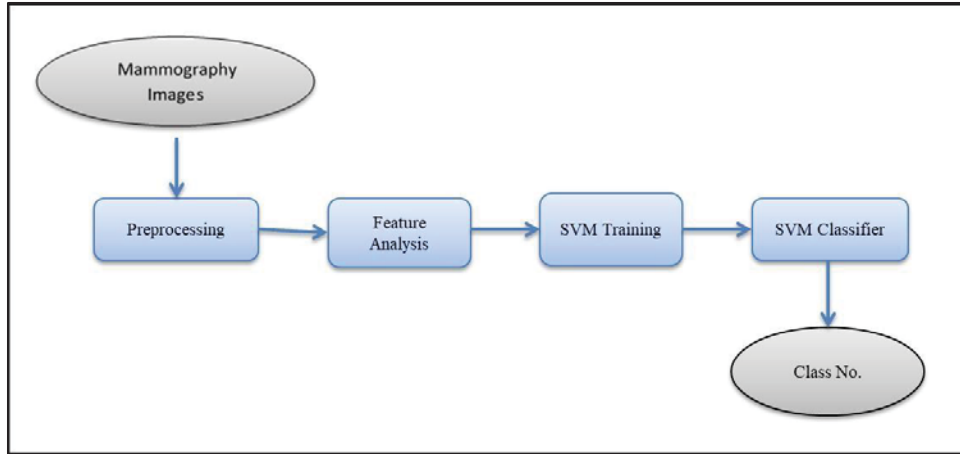 Mammography
Images
Preprocessing
Feature
Analysis
SVM Training
SVM Classifier
Class No.